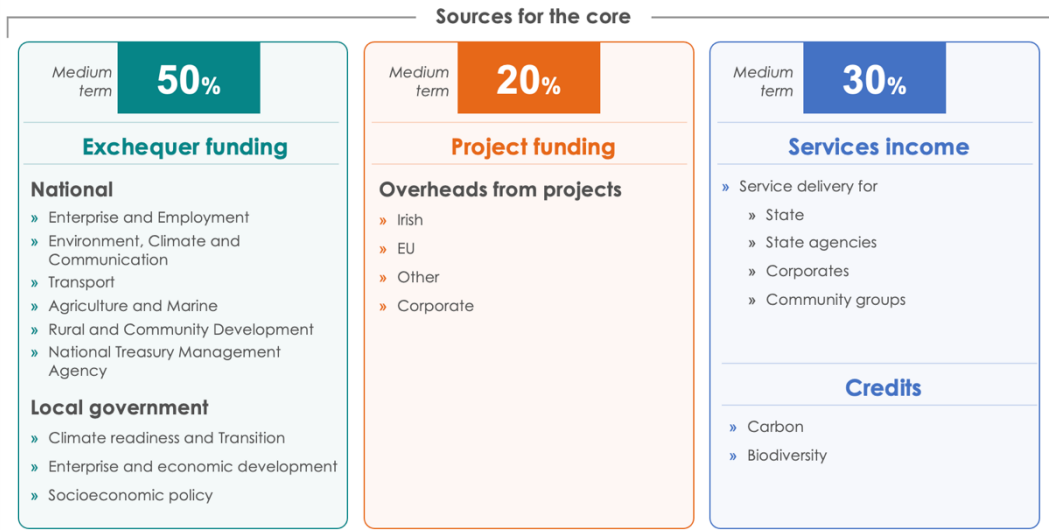 Sources for the core
Medium
term
50%
Exchequer funding
National
» Enterprise and Employment
» Environment, Climate and
Communication
» Transport
» Agriculture and Marine
» Rural and Community Development
» National Treasury Management
Agency
Local government
» Climate readiness and Transition
» Enterprise and economic development
» Socioeconomic policy
Medium
term
20%
Project funding
Overheads from projects
» Irish
» EU
» Other
» Corporate
Medium
term
30%
Services income
» Service delivery for
» State
» State agencies
» Corporates
» Community groups
Credits
» Carbon
» Biodiversity